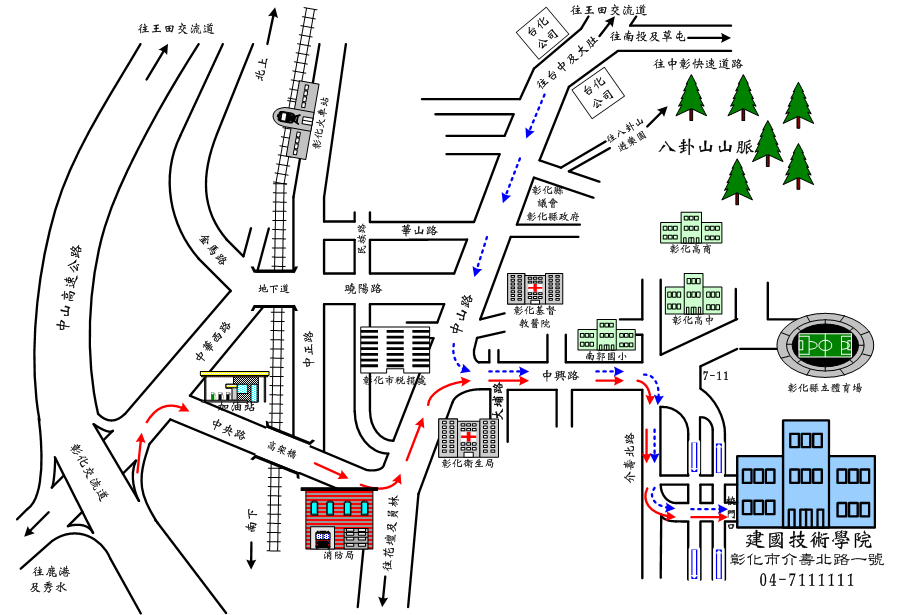 往王田交流道
往王田交流道
台化
公司
往南投及草屯
往台中及大肚
往中彰快速道路
台化
公司
北上
彰化火車站
往八卦山
遊樂園
八卦山山脈
彰化縣
議會
彰化縣政府
華山路
民族路
金馬路
彰化高商
中山高速公路
地下道
曉陽路
中山路
彰化基督
教醫院
彰化高中
中華西路
中正路
南郭國小
彰化市稅捐處
中興路
7-11
彰化縣立體育場
加油站
大埔路
中央路
高架橋
彰化衛生局
介壽北路
彰化交流道
南下
往花壇及員林
消防局
往鹿港
及秀水
建國技術學院
彰化市介壽北路一號
04-7111111